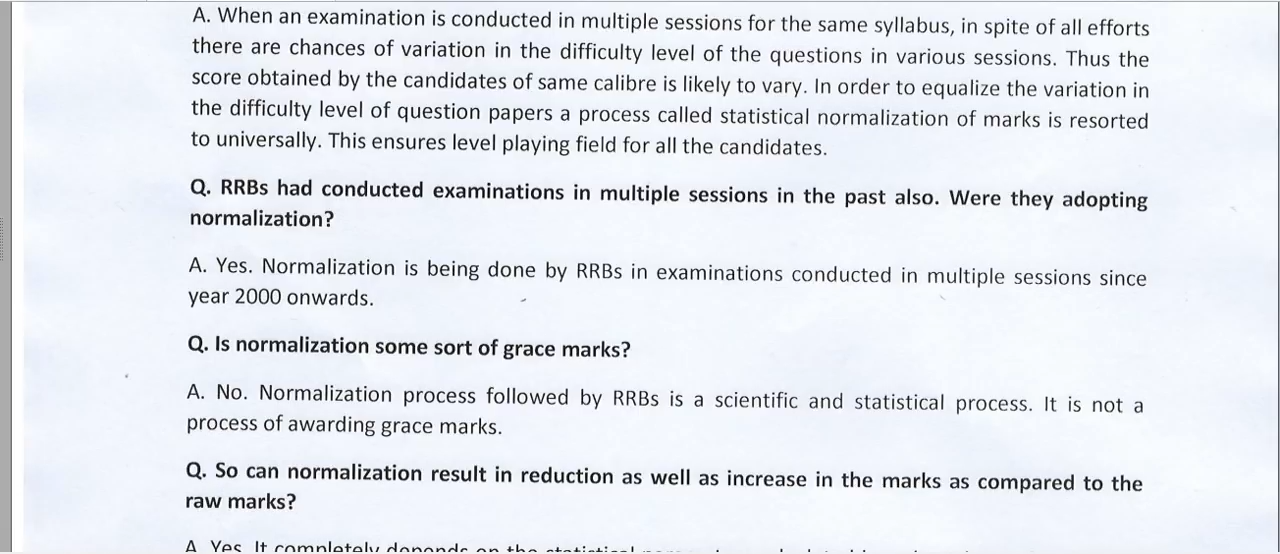 A. When an examination is conducted in multiple sessions for the same syllabus, in spite of all efforts
there are chances of variation in the difficulty level of the questions in various sessions. Thus the
score obtained by the candidates of same calibre is likely to vary. In order to equalize the variation in
the difficulty level of question papers a process called statistical normalization of marks is resorted
to universally. This ensures level playing field for all the candidates.
Q. RRBs had conducted examinations in multiple sessions in the past also. Were they adopting
normalization?
A. Yes. Normalization is being done by RRBs in examinations conducted in multiple sessions since
year 2000 onwards.
Q. Is normalization some sort of grace marks?
A. No. Normalization process followed by RRBs is a scientific and statistical process. It is not a
process of awarding grace marks.
Q. So can normalization result in reduction as well as increase in the marks as compared to the
raw marks?
A Yes It completely depends on the statistical